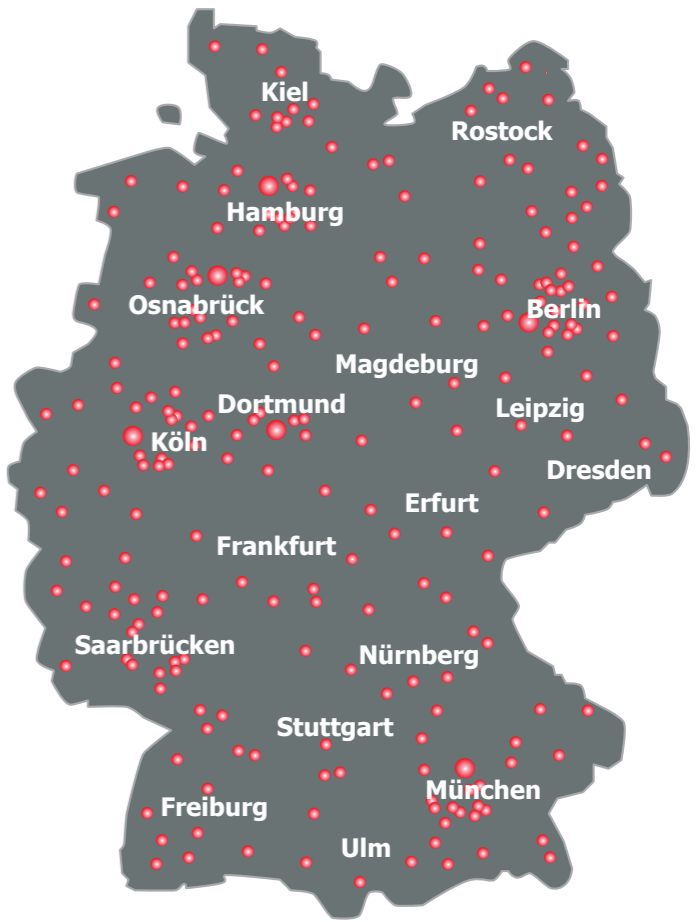 Kiel
Rostock
Hamburg
Osnabrück
Berlin
Magdeburg
Dortmund
Leipzig
Köln
Dresden
Erfurt
Frankfurt
Saarbrücken
Nürnberg
Stuttgart
München
Freiburg
Ulm